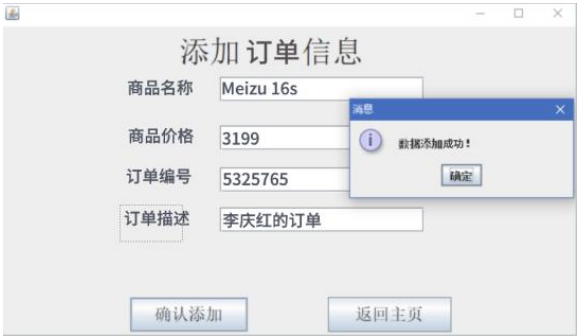 添加订单信息
商品名称 Meizu 16s
消息
商品价格 3199
数据添加成功!
订单编号 5325765
确定
订单描述 李庆红的订单
确认添加 返回主页